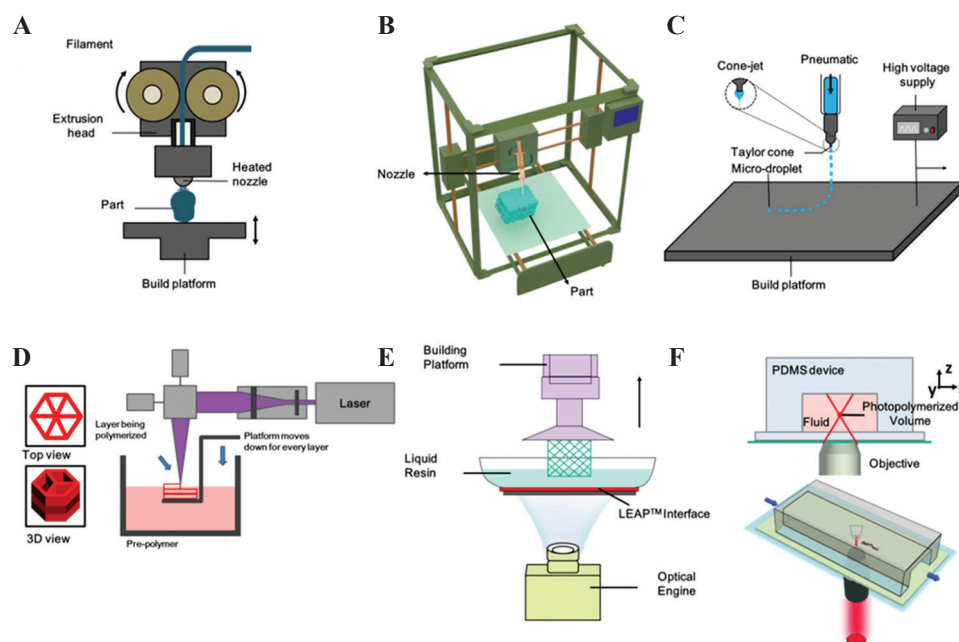 A
Filament
Extrusion
head
Heated
nozzle
Part
Build platform
B
Nozzle
Part
C
Cone-jet
Pneumatic
High voltage
supply
Taylor cone
Micro-droplet
Build platform
D
Top view
3D view
Layer being
polymerized
Laser
Platform moves
down for every layer
Pre-polymer
E
Building
Platform
Liquid
Resin
LEAP™Interface
Optical
Engine
F
PDMS device
z
y
Fluid
Photopolymerized
Volume
Objective